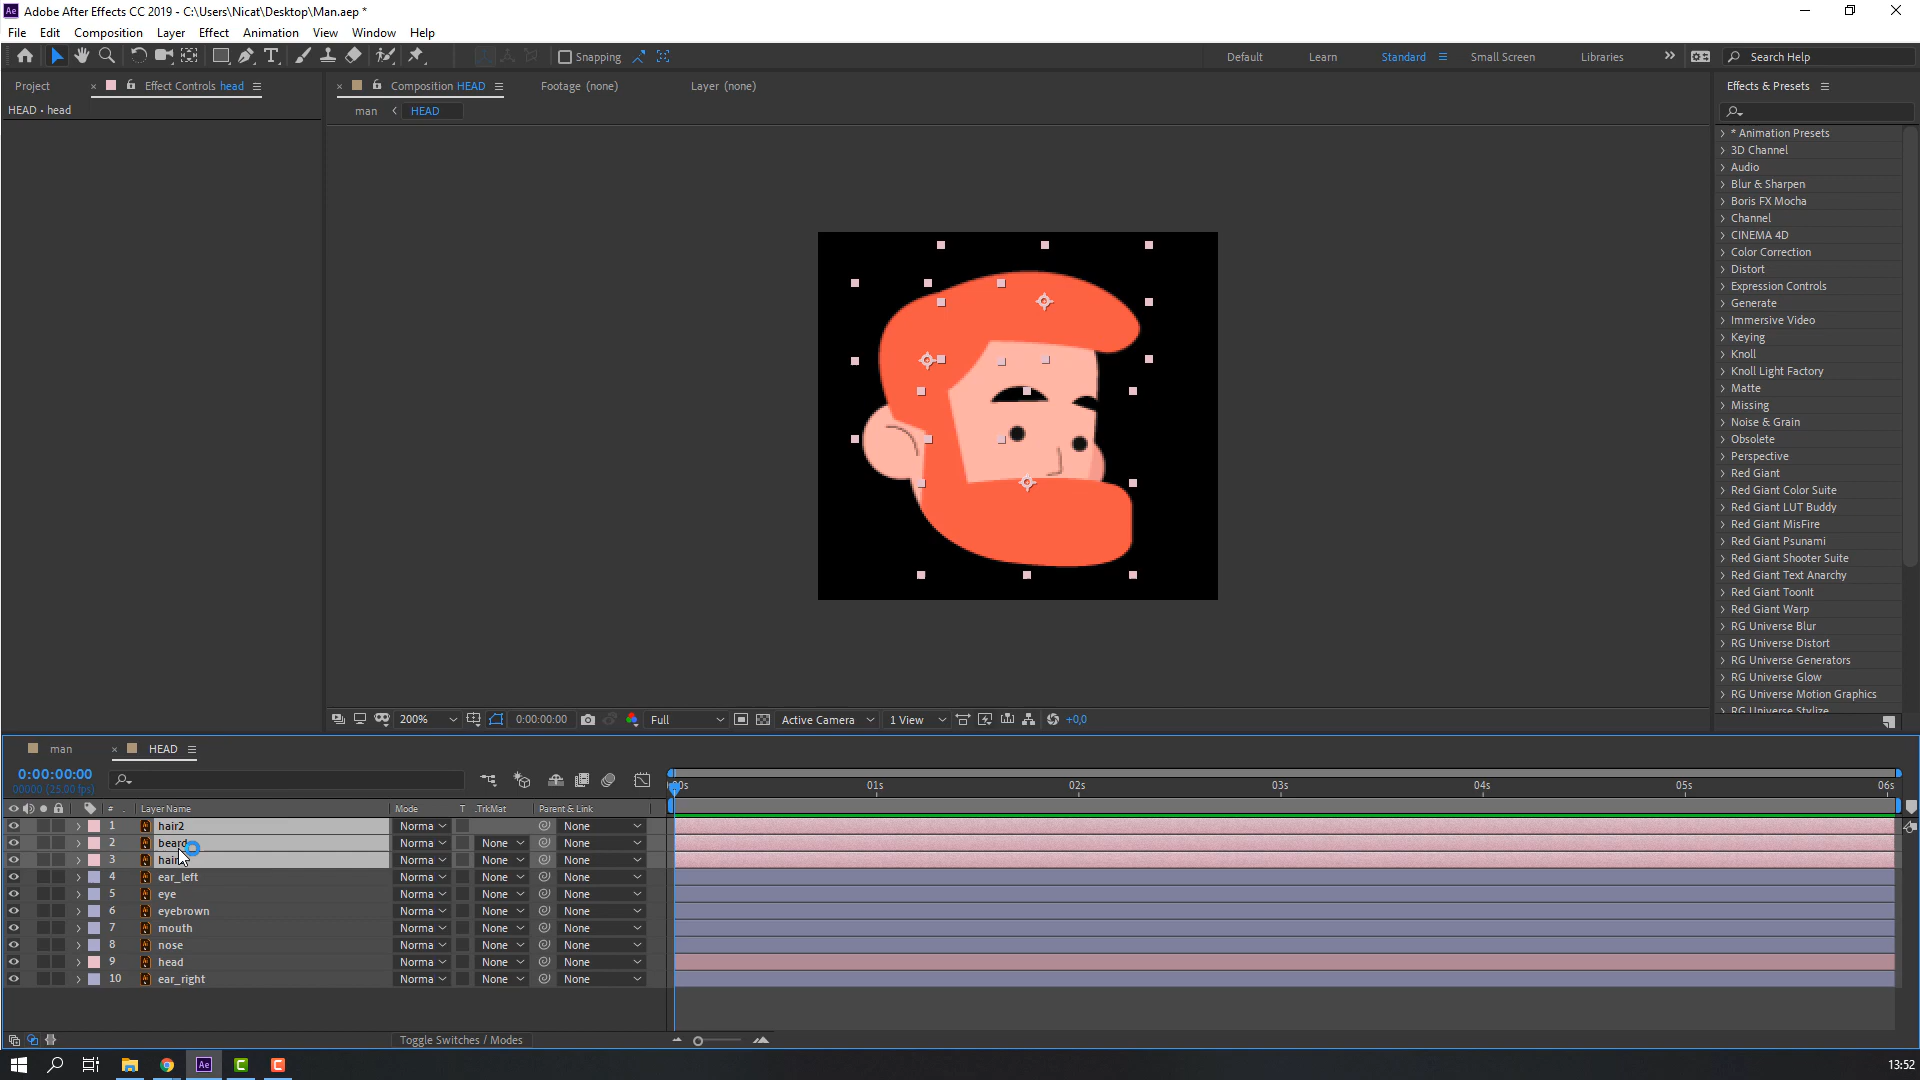 Adobe After Effects CC 2019 - C:\Users\Nicat\Desktop\Man.aep *
File Edit Composition Layer Effect Animation View Window Help
Snapping Default Learn Standard Small Screen Libraries Search Help
Project Effect Controls head Composition HEAD Footage (none) Layer (none) Effects & Presets
HEAD • head
man HEAD
* Animation Presets
3D Channel
Audio
Blur & Sharpen
Boris FX Mocha
Channel
CINEMA 4D
Color Correction
Distort
Expression Controls
Generate
Immersive Video
Keying
Knoll
Knoll Light Factory
Matte
Missing
Noise & Grain
Obsolete
Perspective
Red Giant
Red Giant Color Suite
Red Giant LUT Buddy
Red Giant MisFire
Red Giant Psunami
Red Giant Shooter Suite
Red Giant Text Anarchy
Red Giant ToonIt
Red Giant Warp
RG Universe Blur
RG Universe Distort
RG Universe Generators
RG Universe Glow
RG Universe Motion Graphics
RG Universe Stylize
200% 0:00:00:00 Full Active Camera 1 View +0,0
man HEAD
0:00:00:00
00000 (25.00 fps)
00s 01s 02s 03s 04s 05s 06s
# Layer Name Mode T .TrkMat Parent & Link
1 hair2 Norma None
2 beard Norma None None
3 hair Norma None None
4 ear_left Norma None None
5 eye Norma None None
6 eyebrown Norma None None
7 mouth Norma None None
8 nose Norma None None
9 head Norma None None
10 ear_right Norma None None
Toggle Switches / Modes
13:52